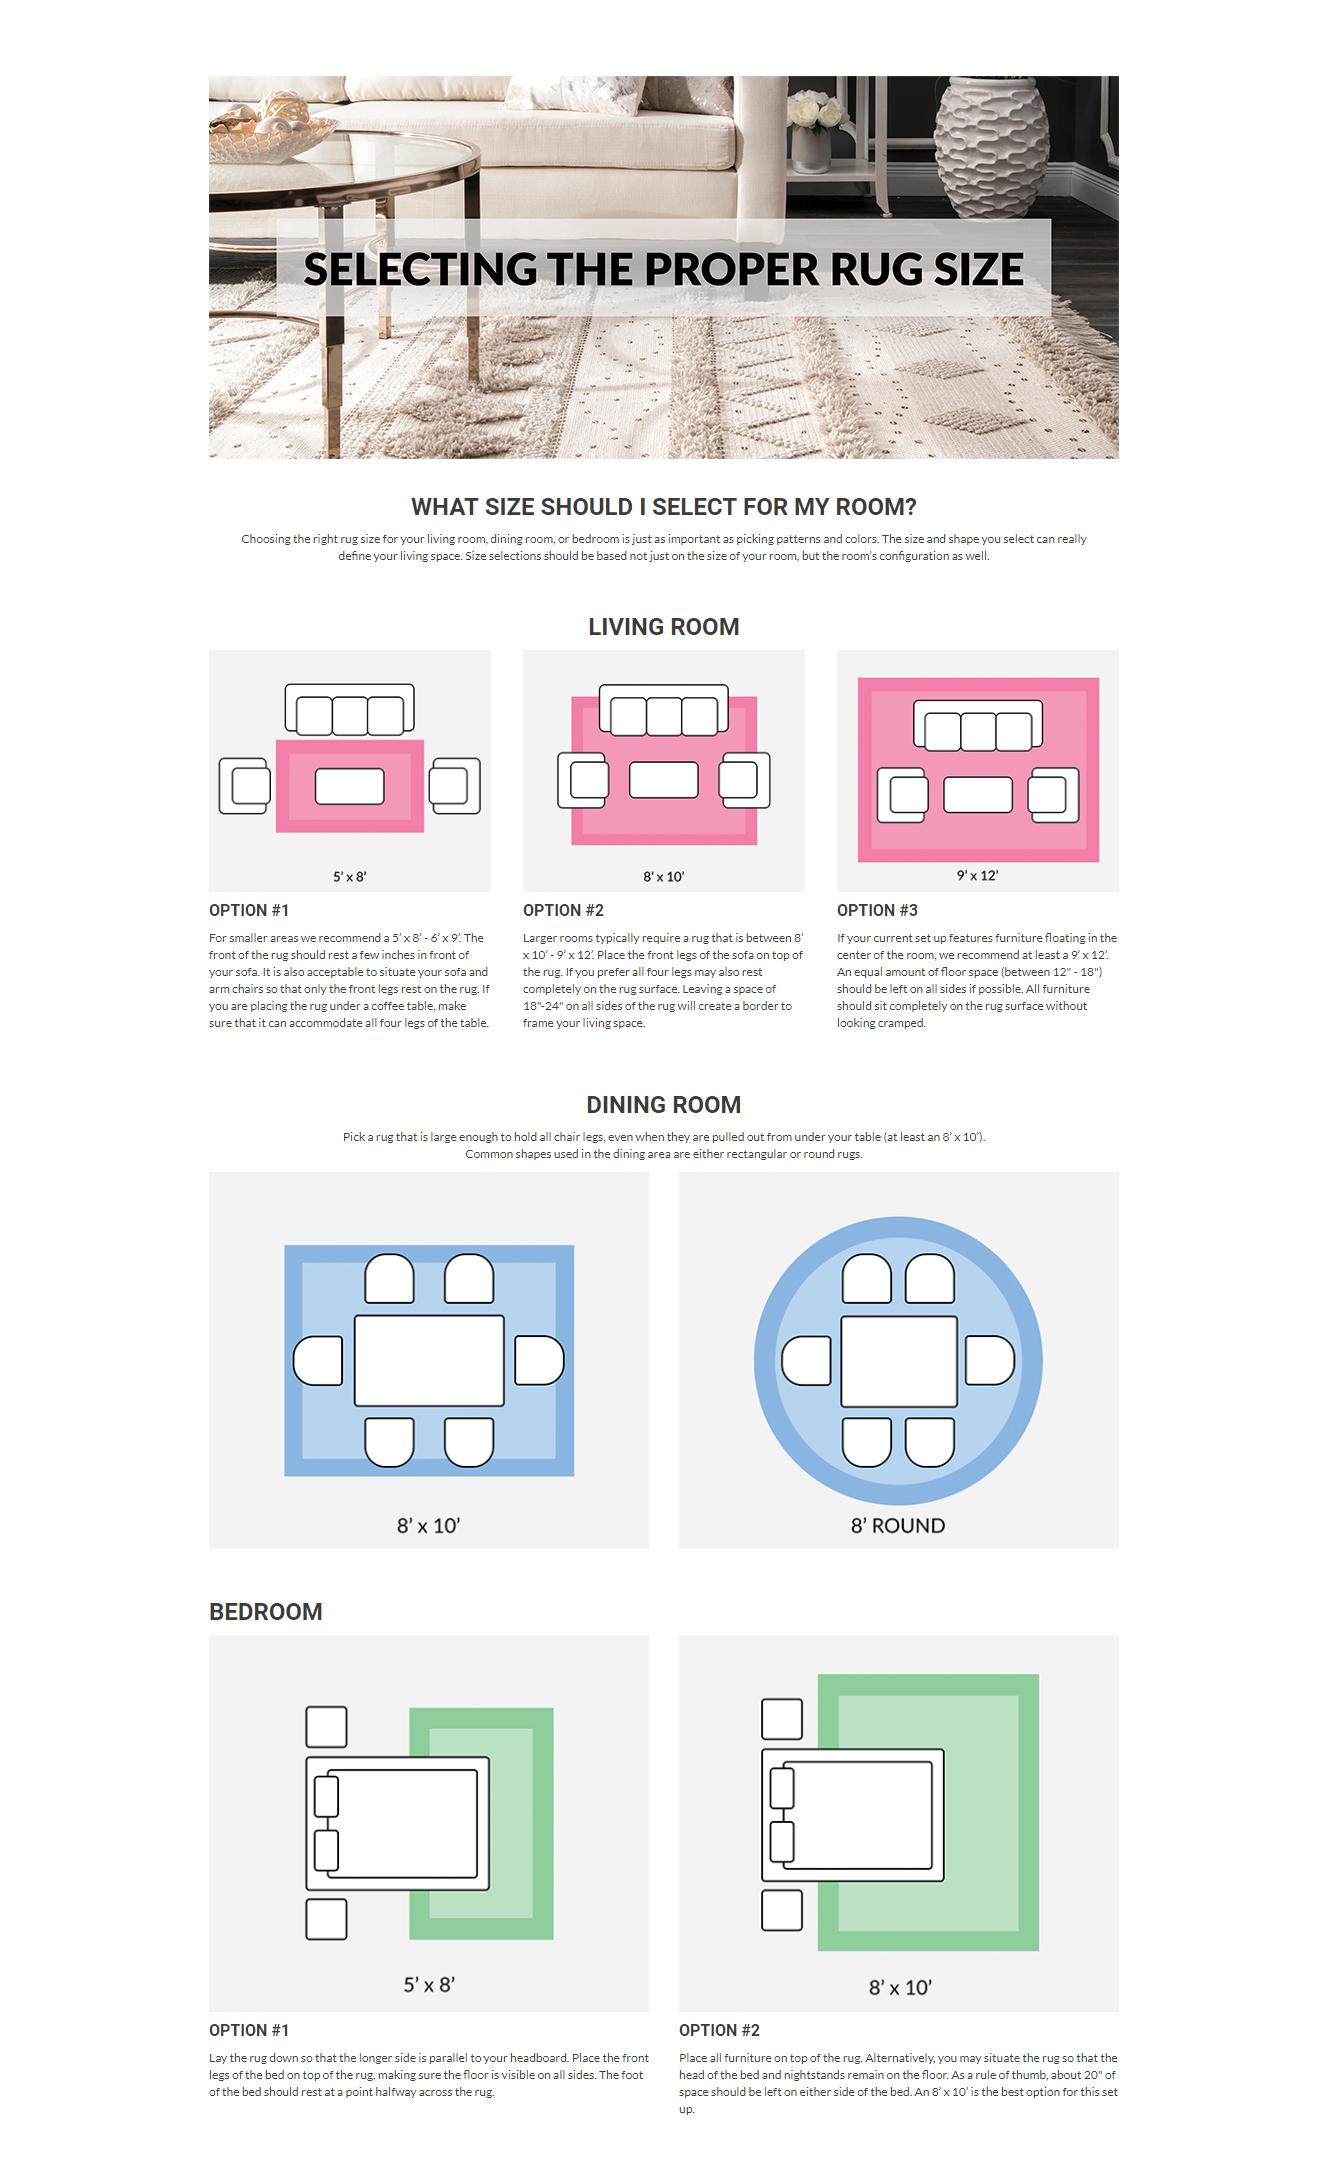 SELECTING THE PROPER RUG SIZE
WHAT SIZE SHOULD I SELECT FOR MY ROOM?
Choosing the right rug size for your living room, dining room, or bedroom is just as important as picking patterns and colors. The size and shape you select can really
define your living space. Size selections should be based not just on the size of your room, but the room's configuration as well.
LIVING ROOM
5' x 8'
8' x 10'
9' x 12'
OPTION #1
For smaller areas we recommend a 5' x 8' - 6' x 9'. The
front of the rug should rest a few inches in front of
your sofa. It is also acceptable to situate your sofa and
arm chairs so that only the front legs rest on the rug. If
you are placing the rug under a coffee table, make
sure that it can accommodate all four legs of the table.
OPTION #2
Larger rooms typically require a rug that is between 8'
x 10' - 9' x 12'. Place the front legs of the sofa on top of
the rug. If you prefer all four legs may also rest
completely on the rug surface. Leaving a space of
18"-24" on all sides of the rug will create a border to
frame your living space.
OPTION #3
If your current set up features furniture floating in the
center of the room, we recommend at least a 9' x 12'.
An equal amount of floor space (between 12" - 18")
should be left on all sides if possible. All furniture
should sit completely on the rug surface without
looking cramped.
DINING ROOM
Pick a rug that is large enough to hold all chair legs, even when they are pulled out from under your table (at least an 8' x 10').
Common shapes used in the dining area are either rectangular or round rugs.
8' x 10'
8' ROUND
BEDROOM
5' x 8'
8' x 10'
OPTION #1
Lay the rug down so that the longer side is parallel to your headboard. Place the front
legs of the bed on top of the rug, making sure the floor is visible on all sides. The foot
of the bed should rest at a point halfway across the rug.
OPTION #2
Place all furniture on top of the rug. Alternatively, you may situate the rug so that the
head of the bed and nightstands remain on the floor. As a rule of thumb, about 20" of
space should be left on either side of the bed. An 8' x 10' is the best option for this set
up.